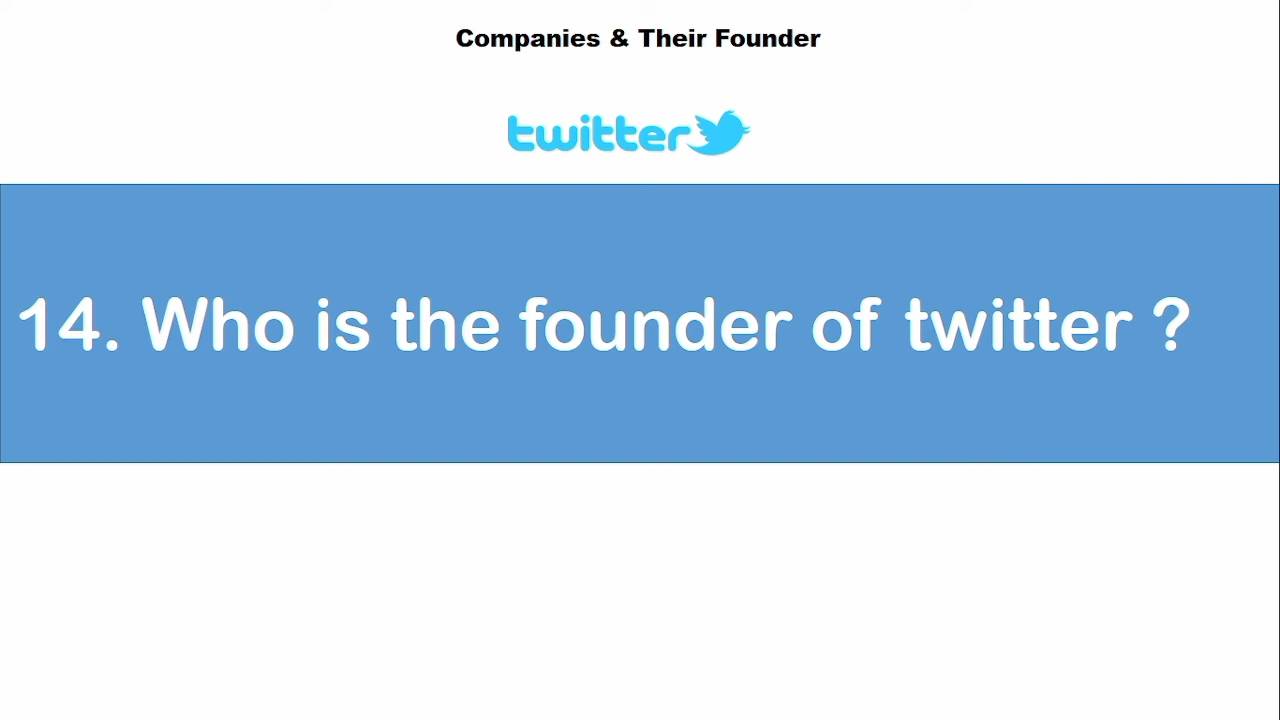 Companies & Their Founder
twitter
14. Who is the founder of twitter ?